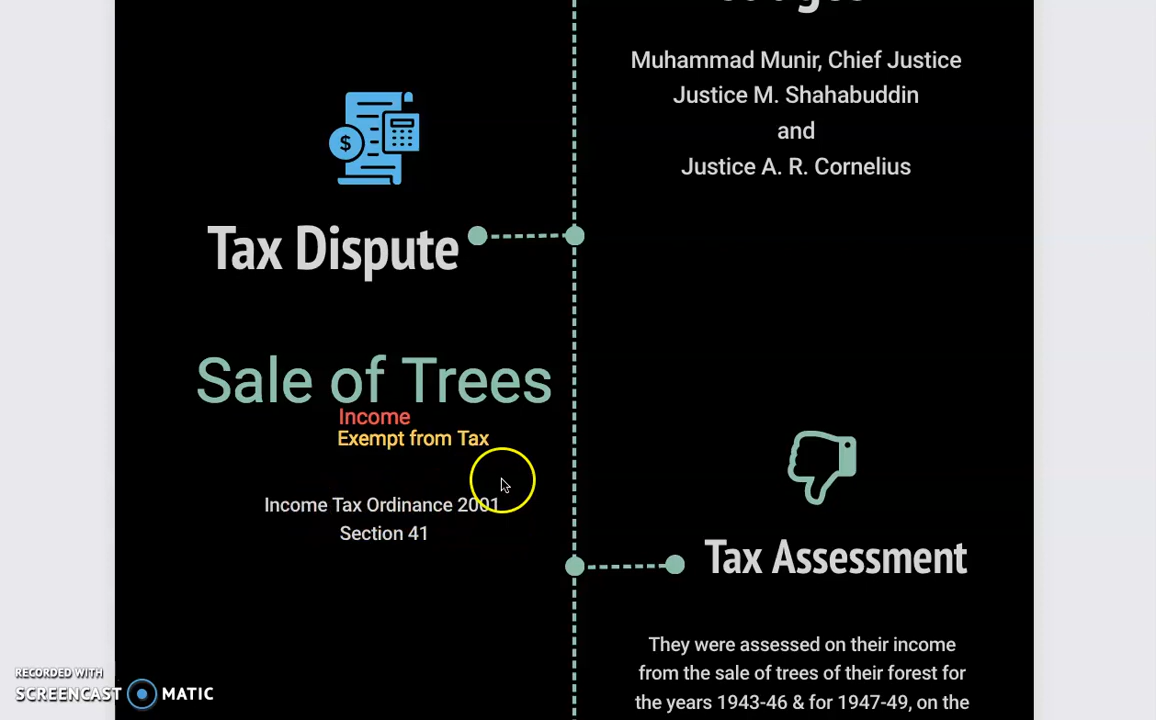 Muhammad Munir, Chief Justice
Justice M. Shahabuddin
and
Justice A. R. Cornelius
$
Tax Dispute
Sale of Trees
Income
Exempt from Tax
Income Tax Ordinance 2001
Section 41
Tax Assessment
They were assessed on their income
from the sale of trees of their forest for
the years 1943-46 & for 1947-49, on the
RECORDED WITH
SCREENCAST MATIC